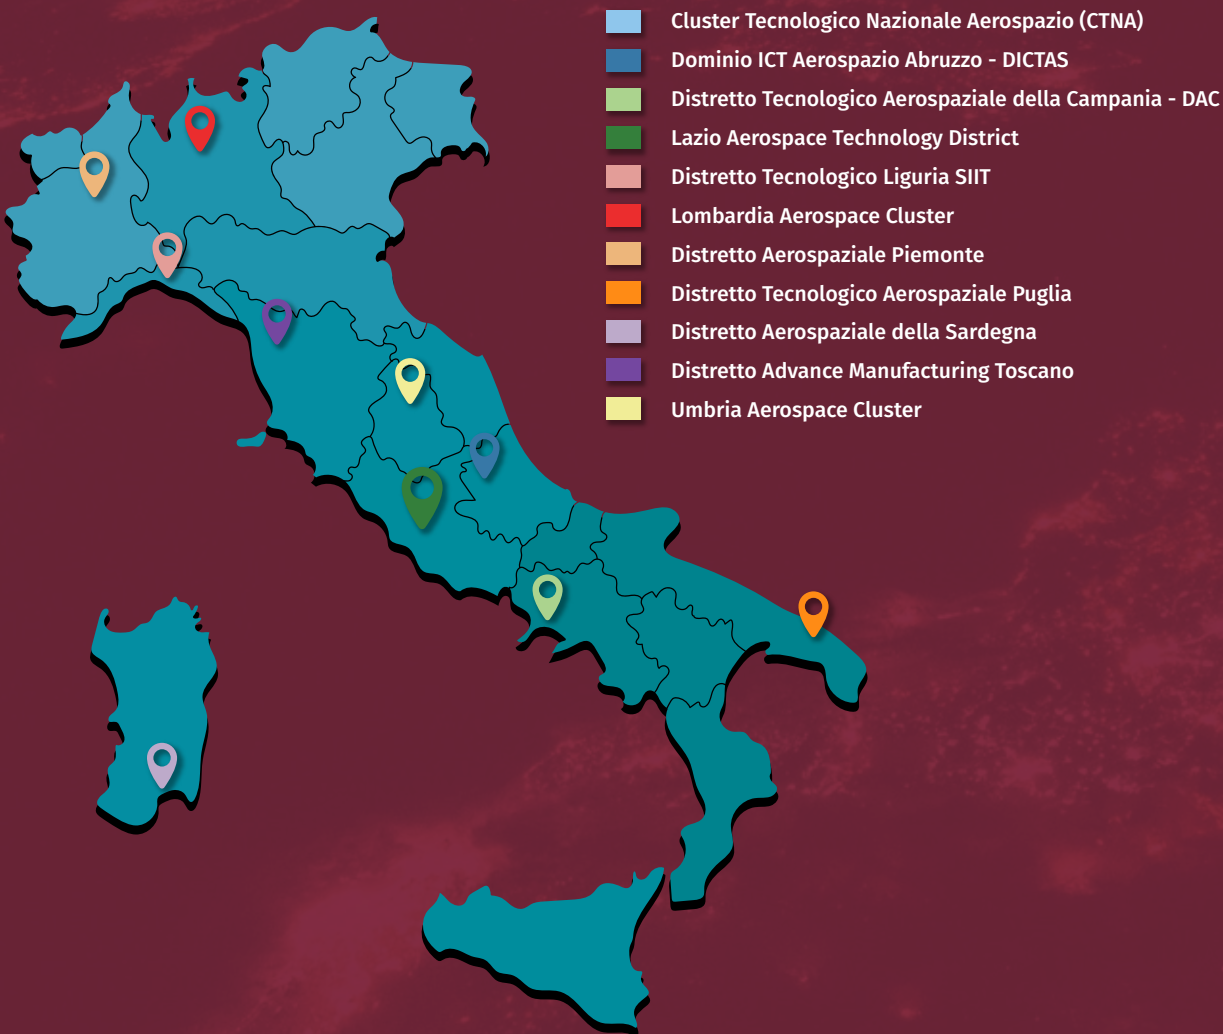 Cluster Tecnologico Nazionale Aerospazio (CTNA)
Dominio ICT Aerospazio Abruzzo - DICTAS
Distretto Tecnologico Aerospaziale della Campania - DAC
Lazio Aerospace Technology District
Distretto Tecnologico Liguria SIIT
Lombardia Aerospace Cluster
Distretto Aerospaziale Piemonte
Distretto Tecnologico Aerospaziale Puglia
Distretto Aerospaziale della Sardegna
Distretto Advance Manufacturing Toscano
Umbria Aerospace Cluster